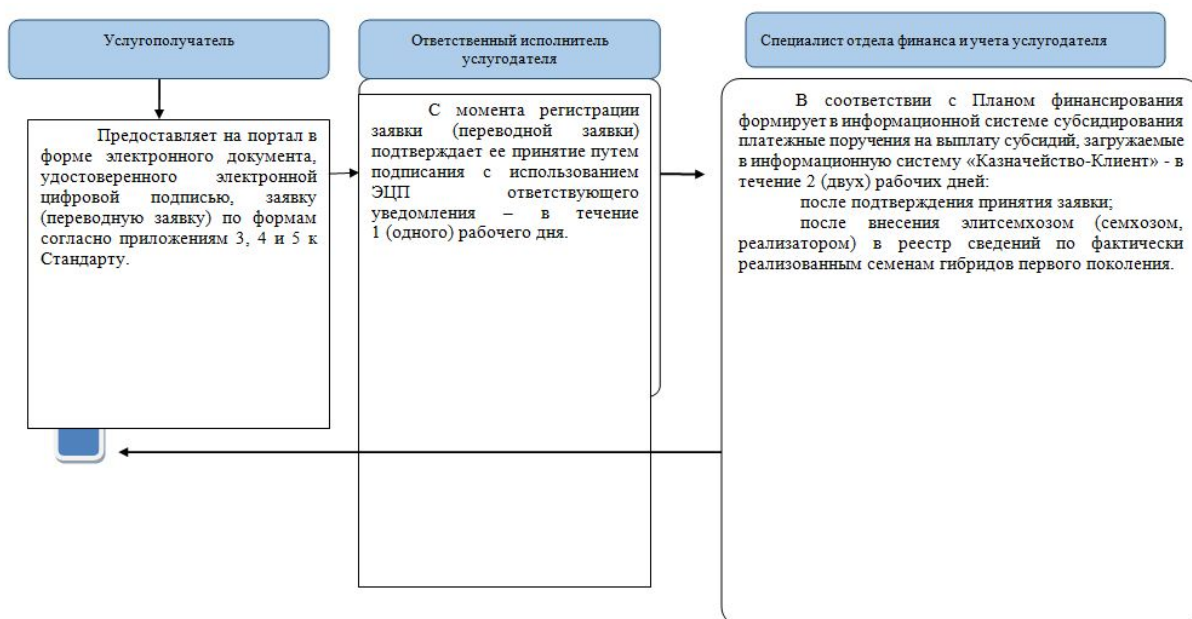 Услугополучатель
Ответственный исполнитель
услугодателя
Специалист отдела финанса и учета услугодателя
Предоставляет на портал в
форме электронного документа,
удостоверенного электронной
цифровой подписью, заявку
(переводную заявку) по формам
согласно приложениям 3, 4 и 5 к
Стандарту.
С момента регистрации
заявки (переводной заявки)
подтверждает ее принятие путем
подписания с использованием
ЭЦП ответствующего
уведомления – в течение
1 (одного) рабочего дня.
В соответствии с Планом финансирования
формирует в информационной системе субсидирования
платежные поручения на выплату субсидий, загружаемые
в информационную систему «Казначейство-Клиент» - в
течение 2 (двух) рабочих дней:
после подтверждения принятия заявки;
после внесения элитсемхозом (семхозом,
реализатором) в реестр сведений по фактически
реализованным семенам гибридов первого поколения.